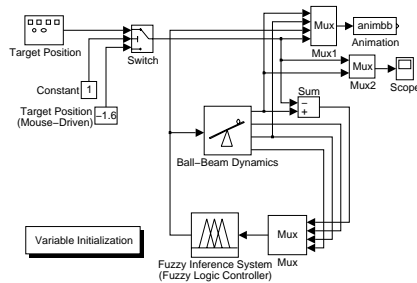 Target Position
Switch
Constant
1
Target Position
(Mouse−Driven)
−1.6
Mux
Mux1
animbb
Animation
Mux
Mux2
Scope
Sum
−
+
Ball−Beam Dynamics
Variable Initialization
Fuzzy Inference System
(Fuzzy Logic Controller)
Mux
Mux